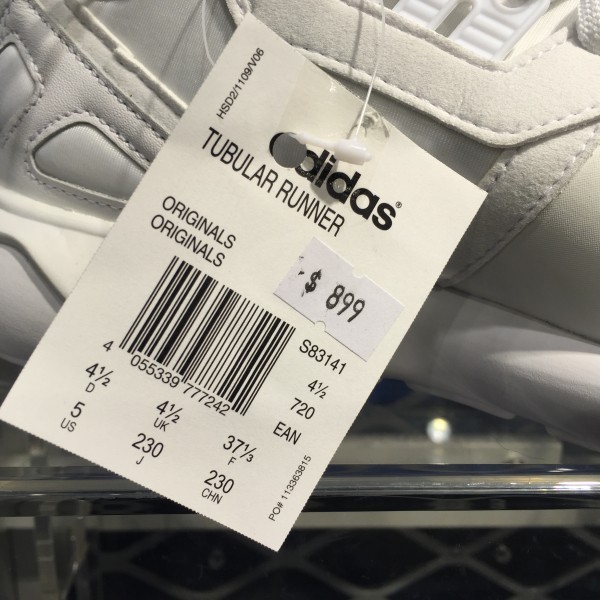 HSD2/1109/V06
adidas®
TUBULAR RUNNER
ORIGINALS
ORIGINALS
$ 899
4 055339 777242
S83141
4½
720
EAN
4½ D
4½ UK
37⅓ F
5 US
230 J
230 CHN
PO# 113363815